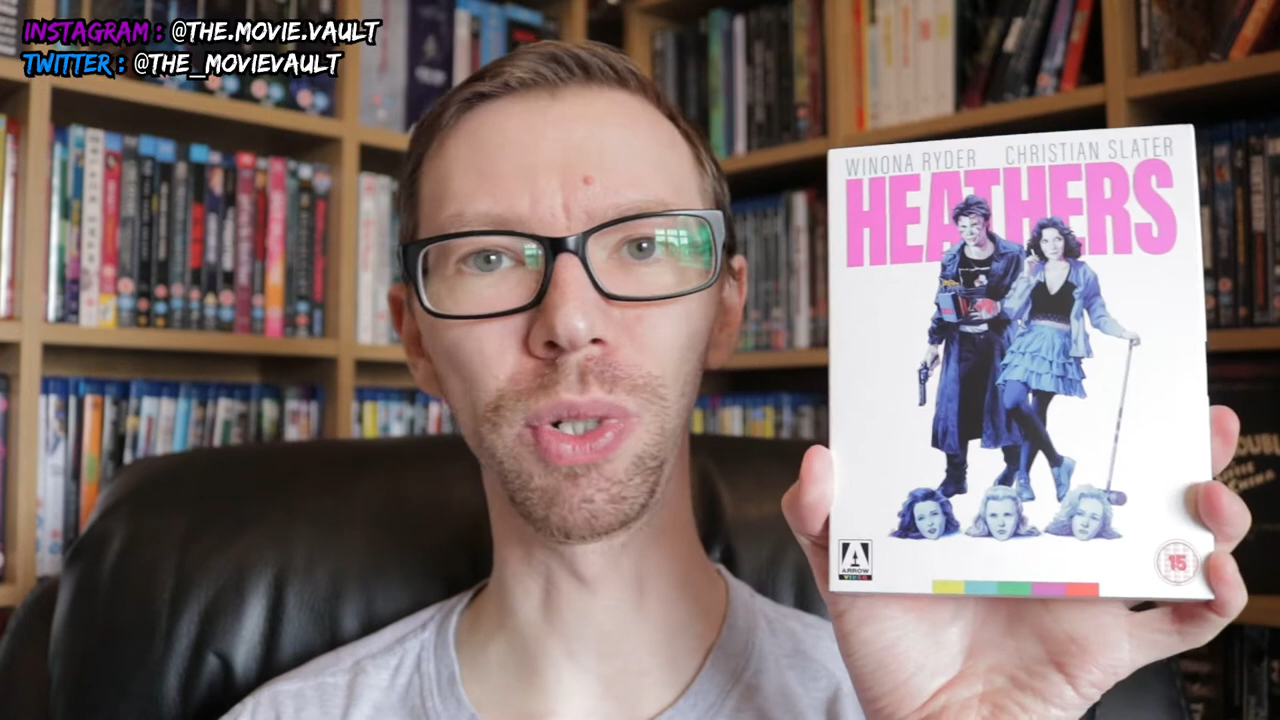 INSTAGRAM : @THE.MOVIE.VAULT
TWITTER : @THE_MOVIEVAULT
WINONA RYDER CHRISTIAN SLATER
HEATHERS
ARROW
VIDEO
15